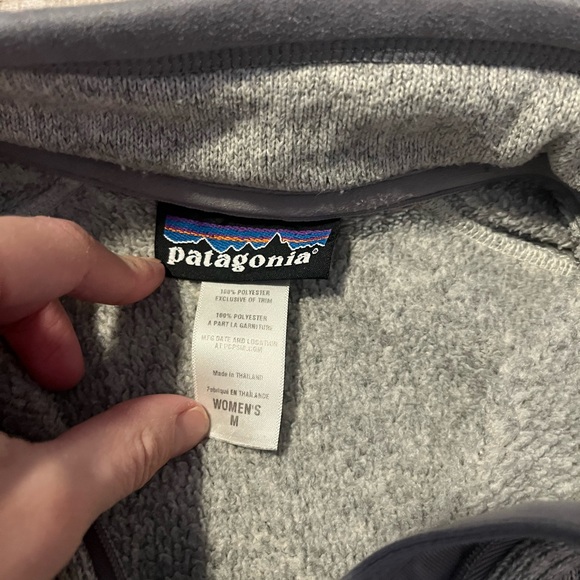 patagonia®
100% POLYESTER
EXCLUSIVE OF TRIM
100% POLYESTER
A PART LA GARNITURE
MFG DATE AND LOCATION
Made in THAILAND
Fabriqué EN THAÏLANDE
WOMEN'S
M